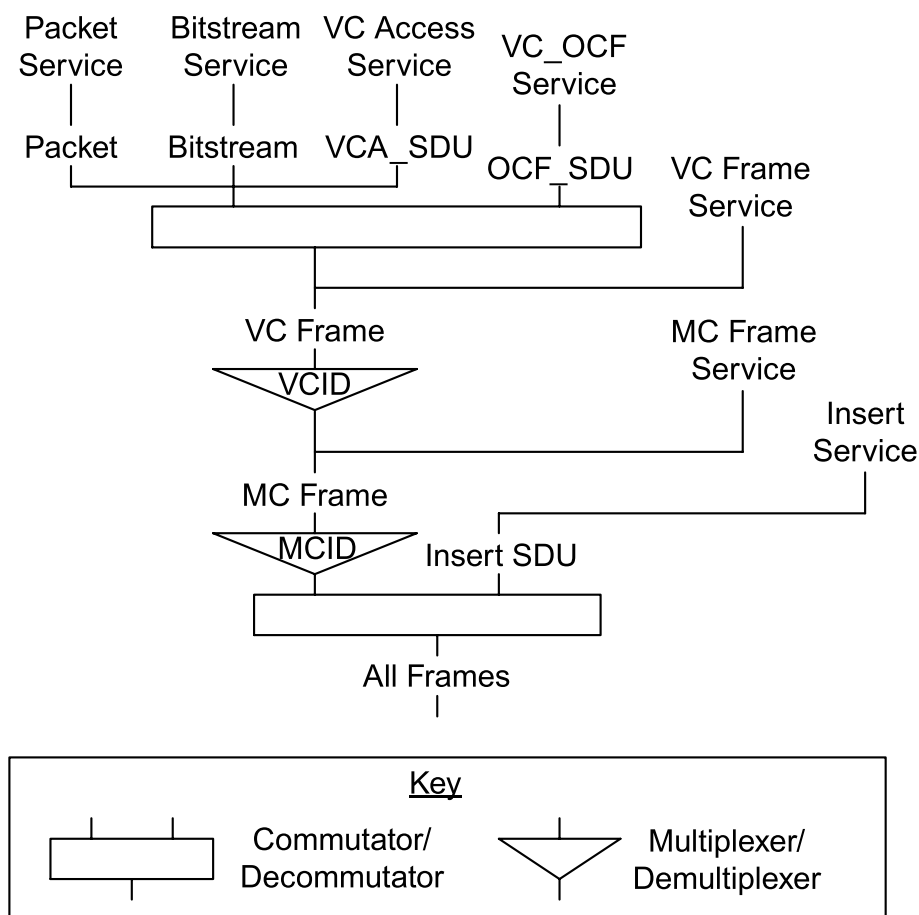 Packet
Service
Bitstream
Service
VC Access
Service
VC_OCF
Service
Packet
Bitstream
VCA_SDU
OCF_SDU
VC Frame
Service
VC Frame
VCID
MC Frame
Service
Insert
Service
MC Frame
MCID
Insert SDU
All Frames
Key
Commutator/
Decommutator
Multiplexer/
Demultiplexer